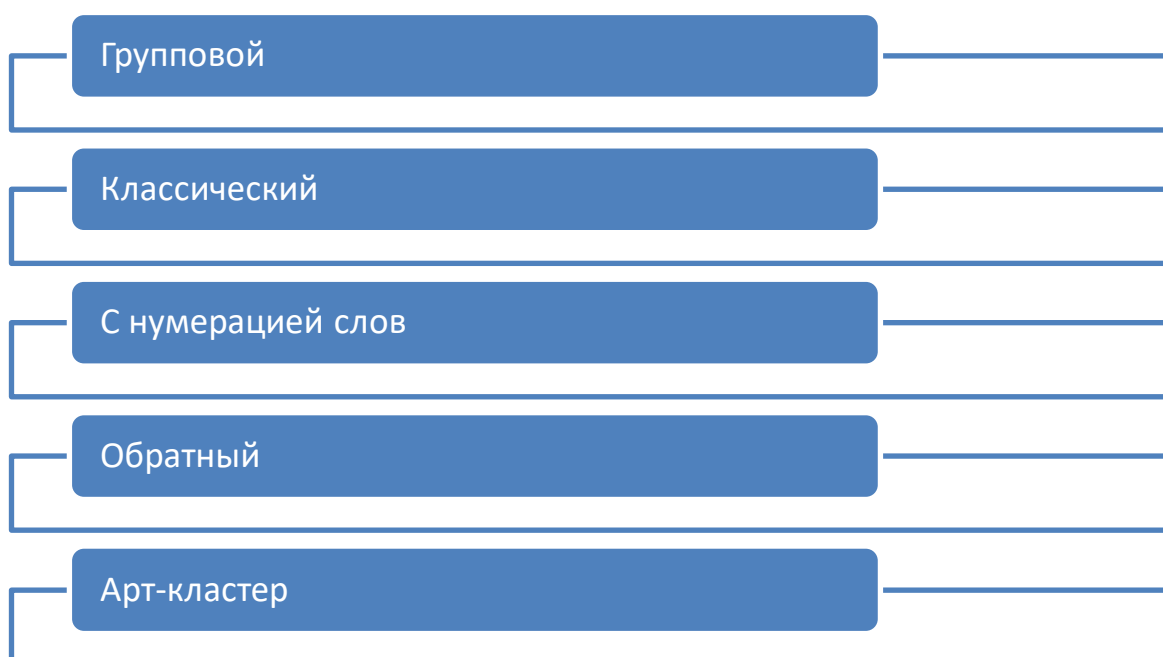 Групповой
Классический
С нумерацией слов
Обратный
Арт-кластер